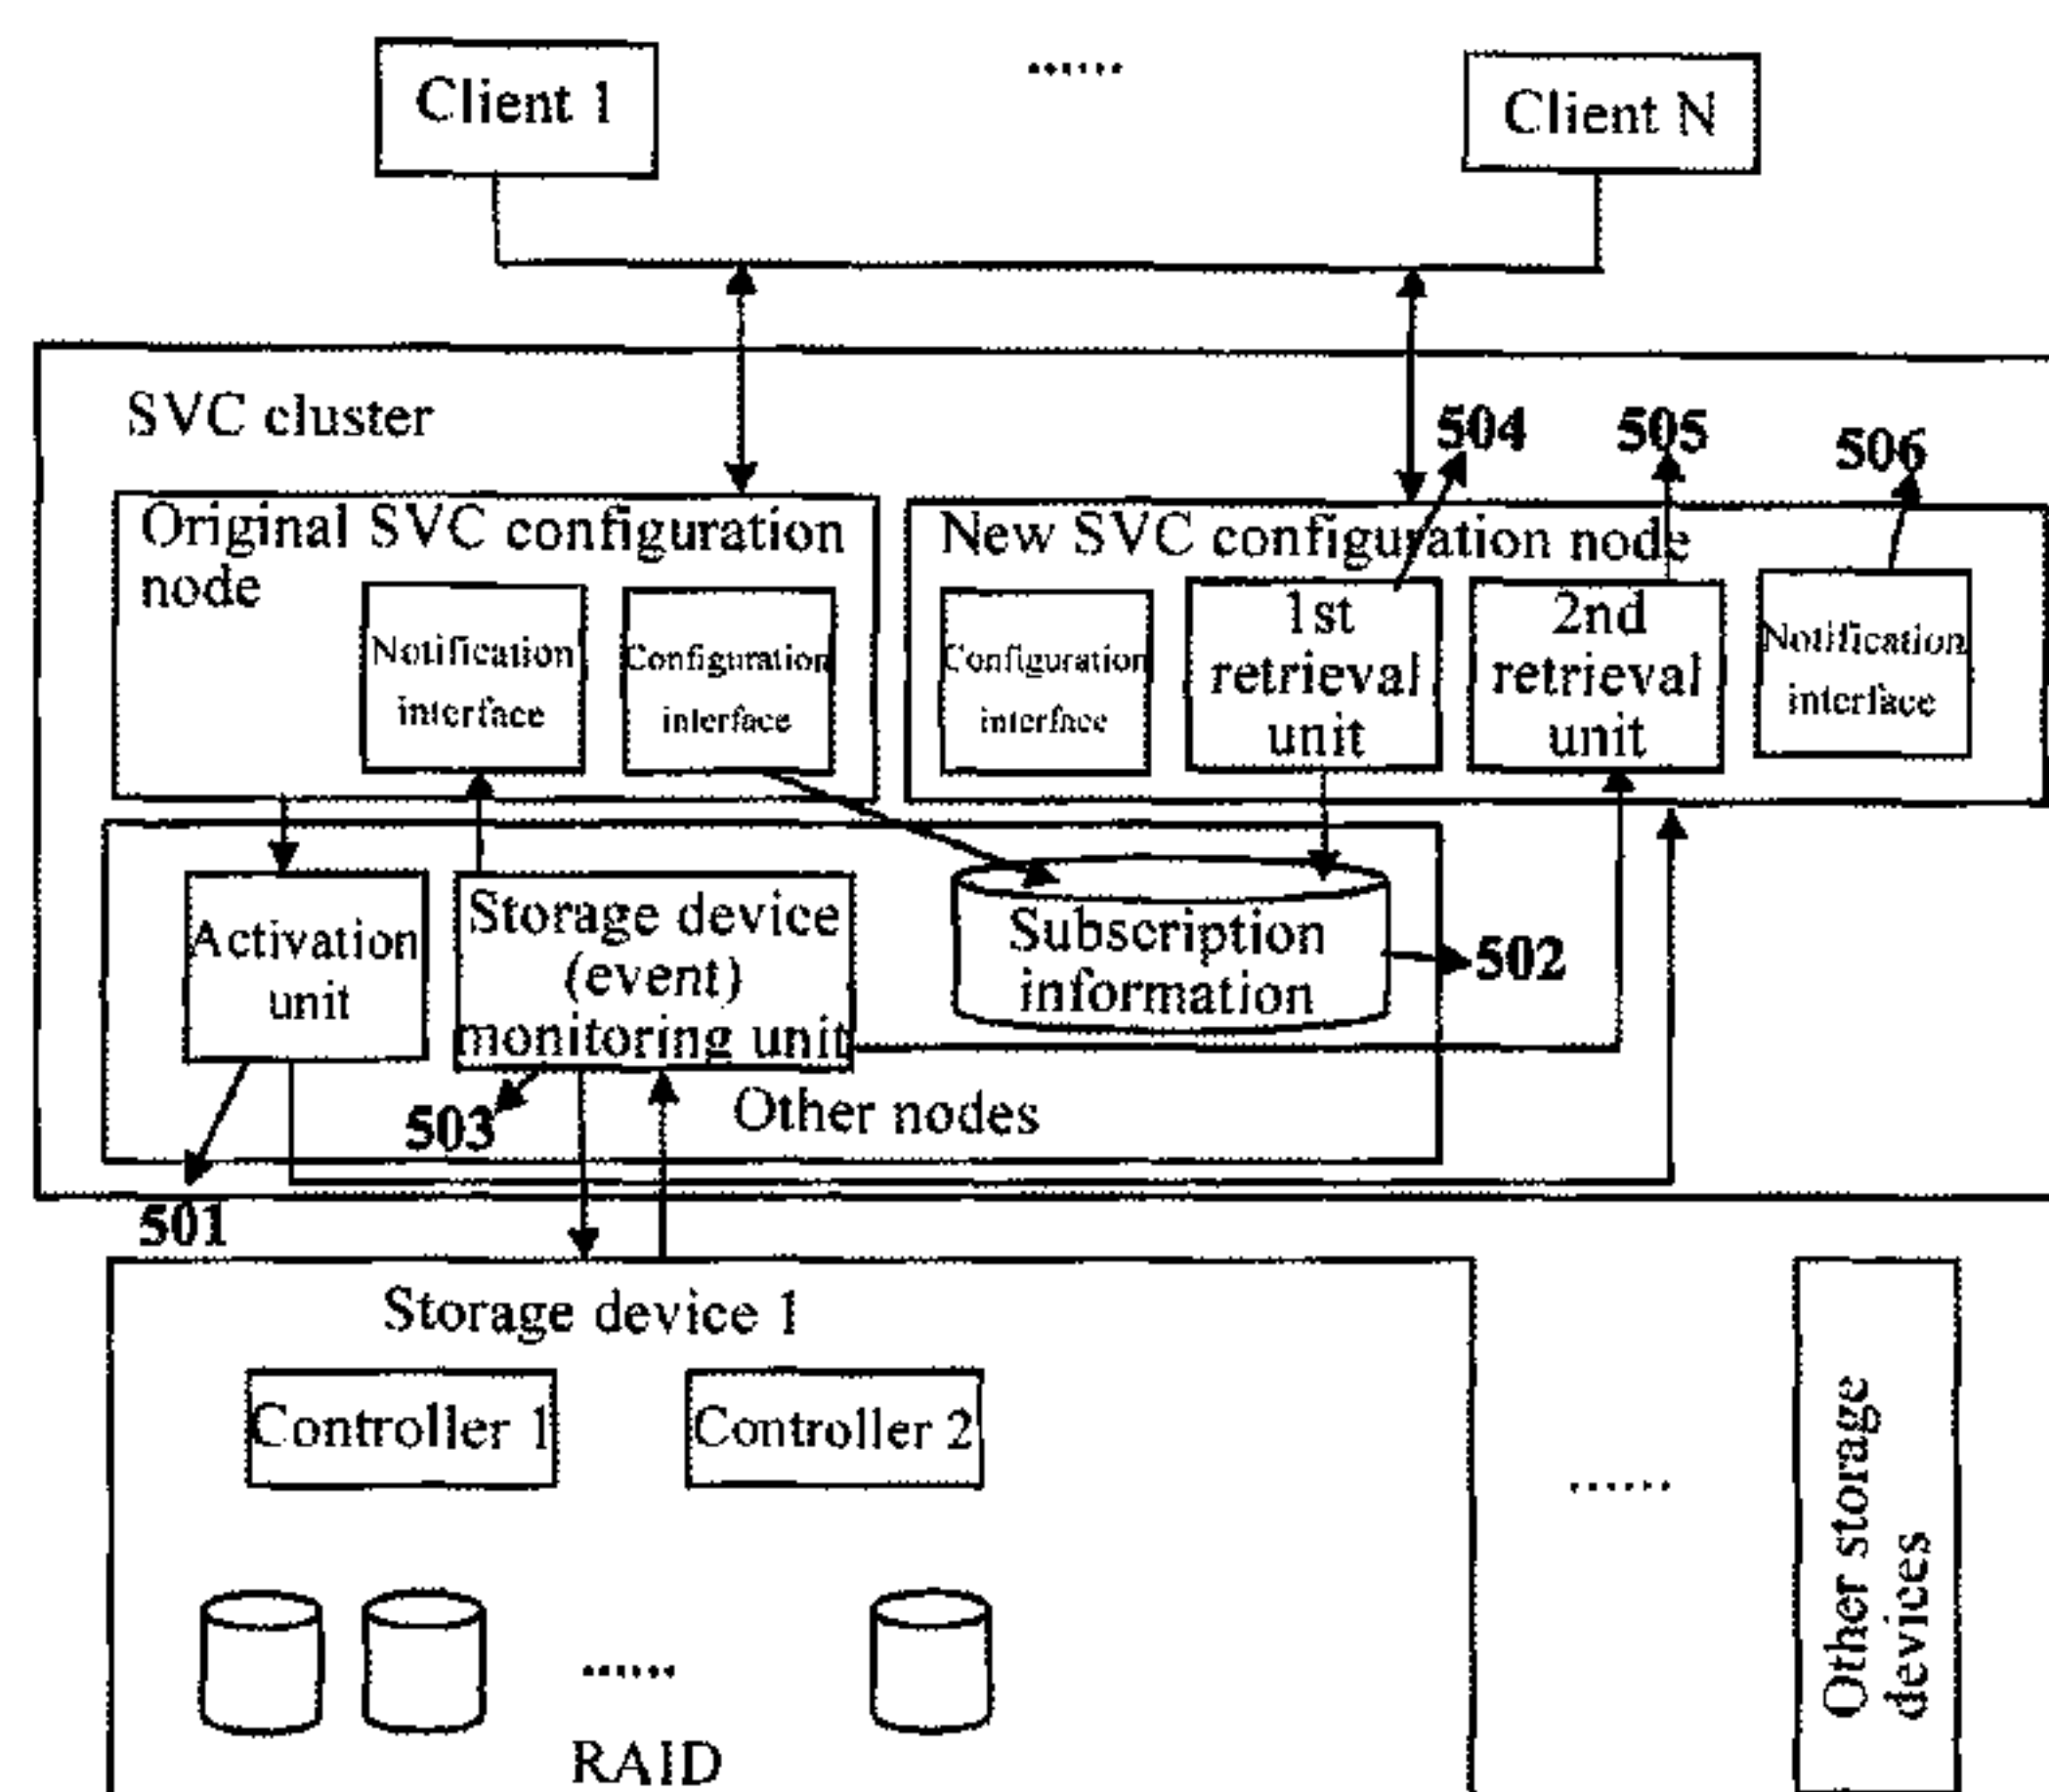 Client 1
......
Client N
SVC cluster
504
505
506
Original SVC configuration
node
Notification
interface
Configuration
interface
New SVC configuration node
Configuration
interface
1st
retrieval
unit
2nd
retrieval
unit
Notification
interface
Activation
unit
Storage device
(event)
monitoring unit
Subscription
information
502
503
Other nodes
501
Storage device 1
Controller 1
Controller 2
......
RAID
......
Other storage
devices